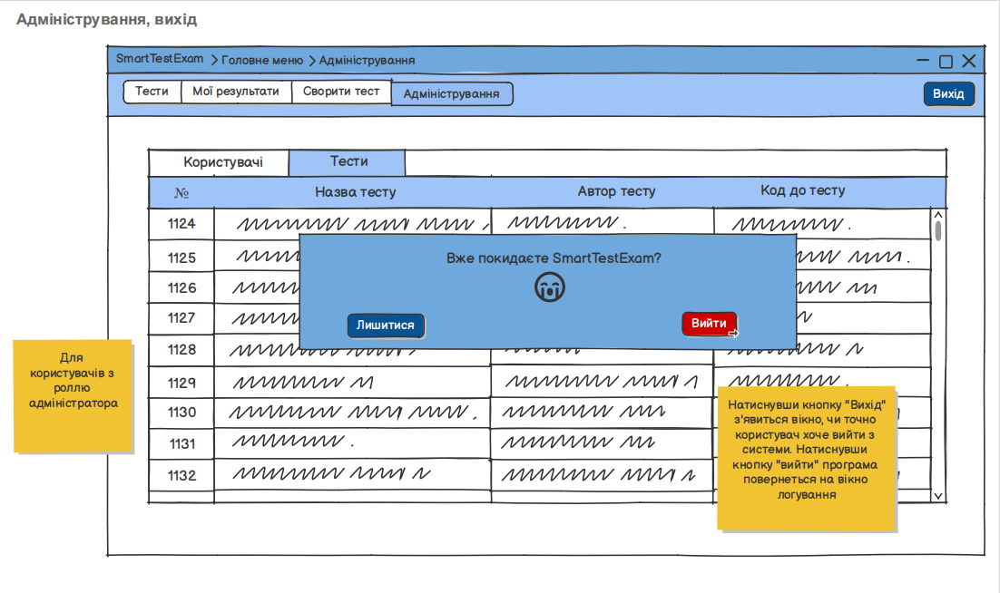 Адміністрування, вихід
SmartTestExam > Головне меню > Адміністрування
Тести Мої результати Сворити тест Адміністрування Вихід
Користувачі Тести
№ Назва тесту Автор тесту Код до тесту
1124
1125
1126
1127
1128
1129
1130
1131
1132
Вже покидаєте SmartTestExam?
Лишитися Вийти
Для
користувачів з
роллю
адміністратора
Натиснувши кнопку "Вихід"
з'явиться вікно, чи точно
користувач хоче вийти з
системи. Натиснувши
кнопку "вийти" програма
повернеться на вікно
логування